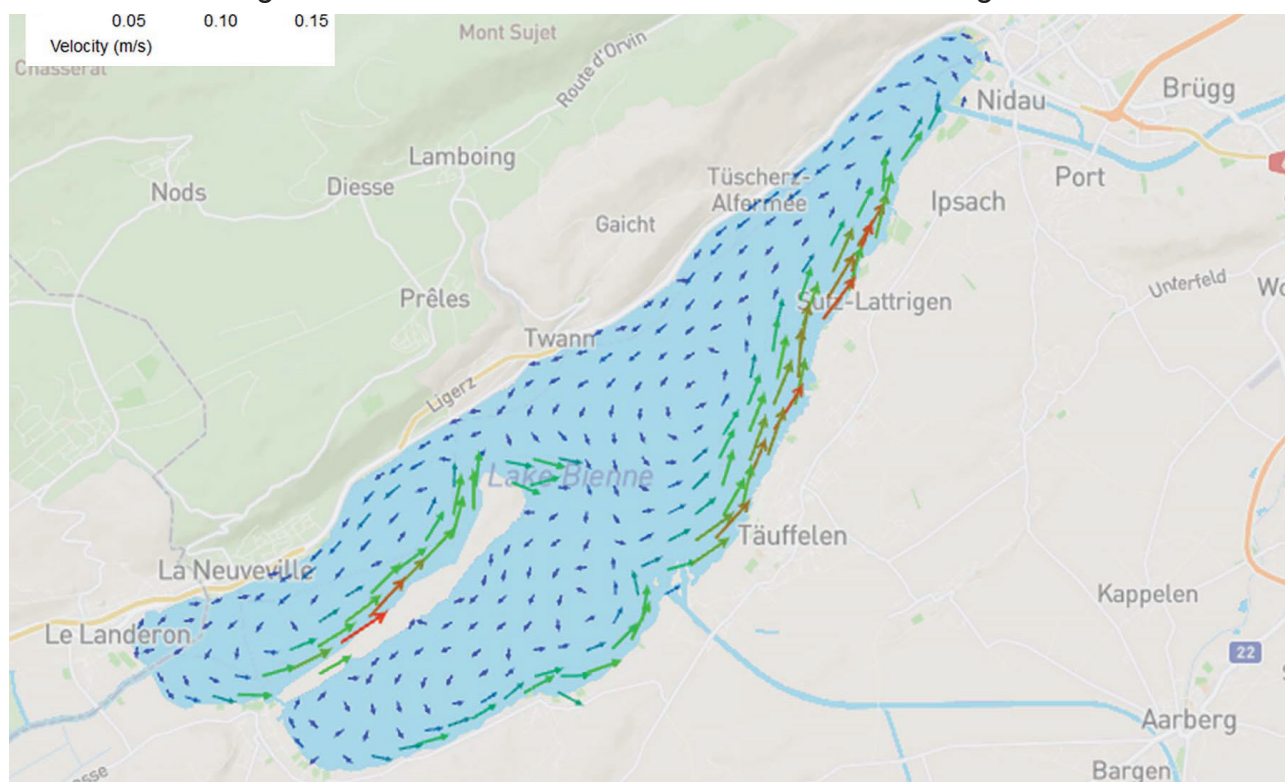 0.05 0.10 0.15
Velocity (m/s)
Mont Sujet
Chasseral
Route d'Orvin
Nidau
Brügg
Lamboing
Nods
Diesse
Tüscherz-
Alfermée
Port
Ipsach
Gaicht
Prêles
Sutz-Lattrigen
Unterfeld
Twann
Ligerz
Lake Bienne
Täuffelen
La Neuveville
Kappelen
Le Landeron
22
Aarberg
Bargen